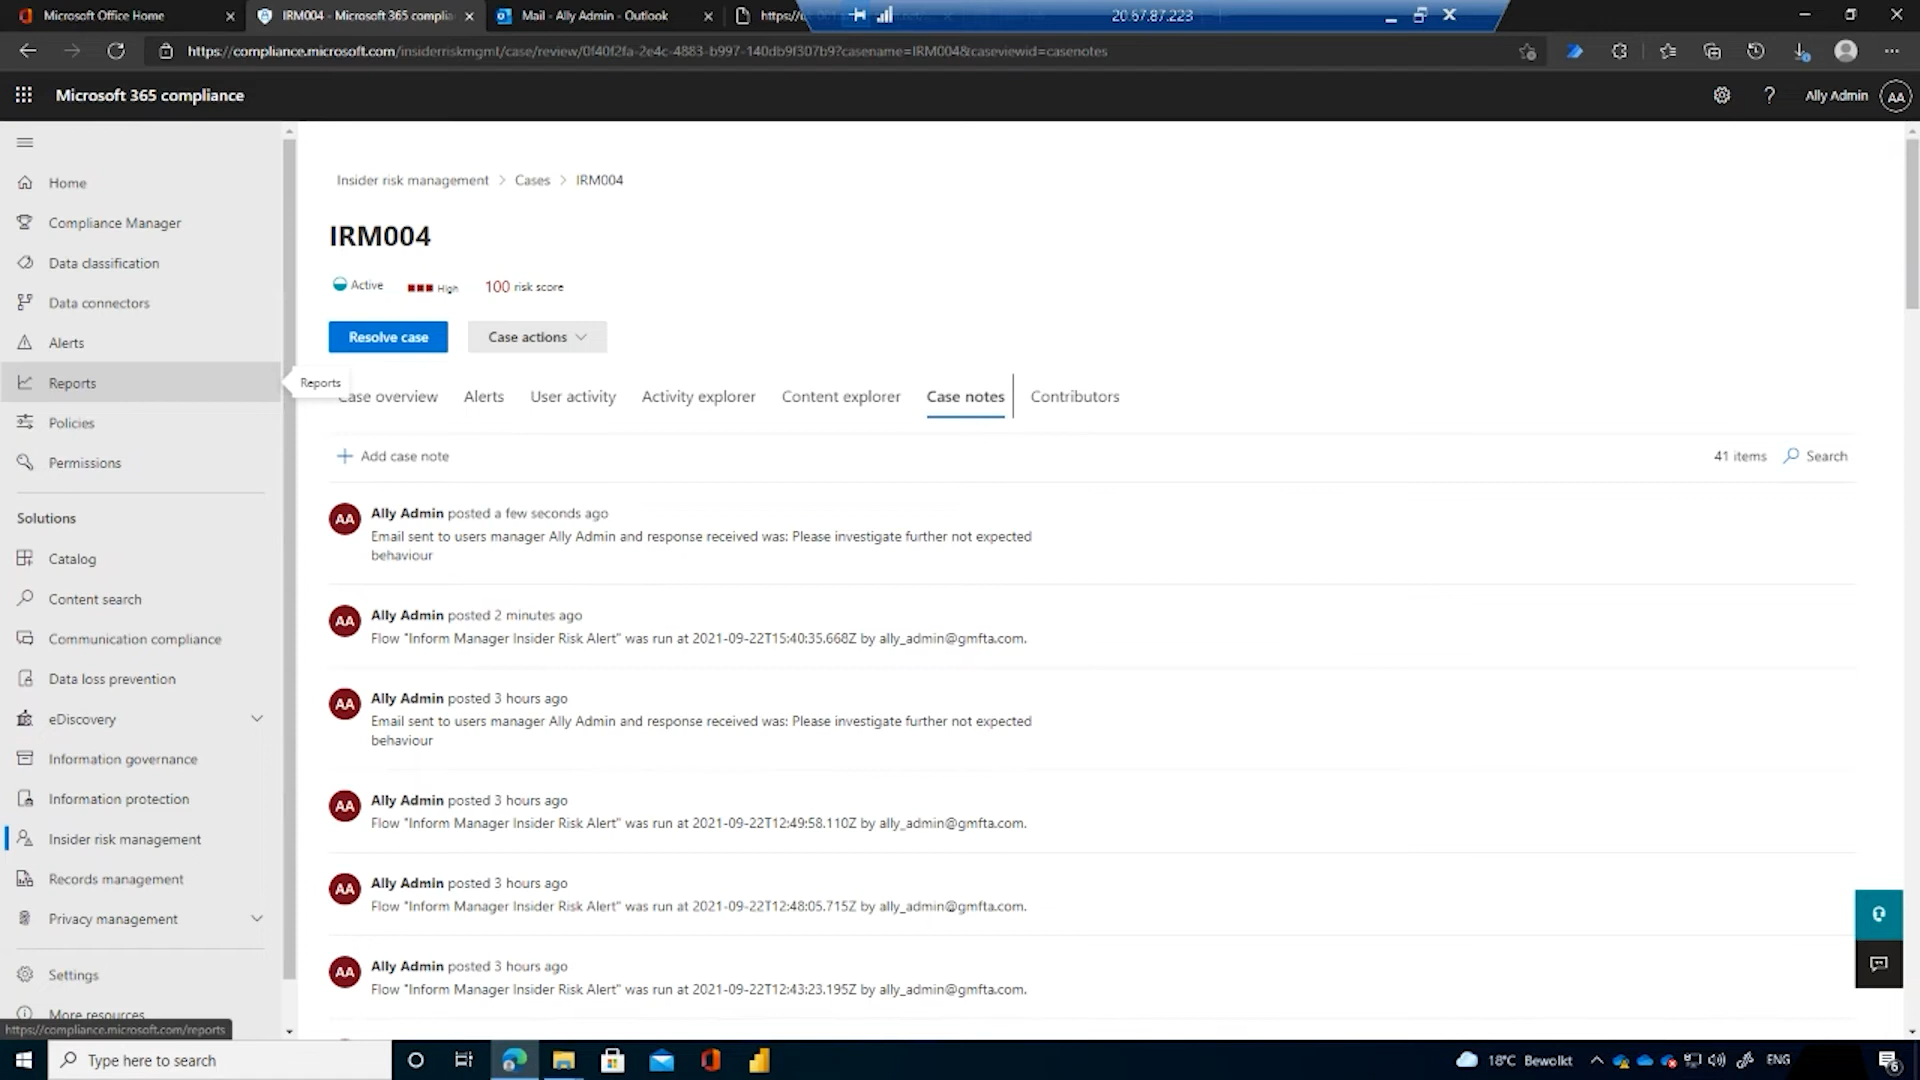 Microsoft Office Home
IRM004 - Microsoft 365 complia
Mail - Ally Admin - Outlook
20.67.87.223
https://compliance.microsoft.com/insiderriskmgmt/case/review/0f40f2fa-2e4c-4883-b997-140db9f307b9?casename=IRM004&caseviewid=casenotes
Microsoft 365 compliance
Ally Admin
AA
Home
Compliance Manager
Data classification
Data connectors
Alerts
Reports
Policies
Permissions
Solutions
Catalog
Content search
Communication compliance
Data loss prevention
eDiscovery
Information governance
Information protection
Insider risk management
Records management
Privacy management
Settings
More resources
https://compliance.microsoft.com/reports
Insider risk management > Cases > IRM004
IRM004
Active
High
100 risk score
Resolve case
Case actions
Reports
Case overview
Alerts
User activity
Activity explorer
Content explorer
Case notes
Contributors
Add case note
41 items
Search
AA
Ally Admin posted a few seconds ago
Email sent to users manager Ally Admin and response received was: Please investigate further not expected
behaviour
AA
Ally Admin posted 2 minutes ago
Flow "Inform Manager Insider Risk Alert" was run at 2021-09-22T15:40:35.668Z by ally_admin@gmfta.com.
AA
Ally Admin posted 3 hours ago
Email sent to users manager Ally Admin and response received was: Please investigate further not expected
behaviour
AA
Ally Admin posted 3 hours ago
Flow "Inform Manager Insider Risk Alert" was run at 2021-09-22T12:49:58.110Z by ally_admin@gmfta.com.
AA
Ally Admin posted 3 hours ago
Flow "Inform Manager Insider Risk Alert" was run at 2021-09-22T12:48:05.715Z by ally_admin@gmfta.com.
AA
Ally Admin posted 3 hours ago
Flow "Inform Manager Insider Risk Alert" was run at 2021-09-22T12:43:23.195Z by ally_admin@gmfta.com.
Type here to search
18°C Bewolkt
ENG
6